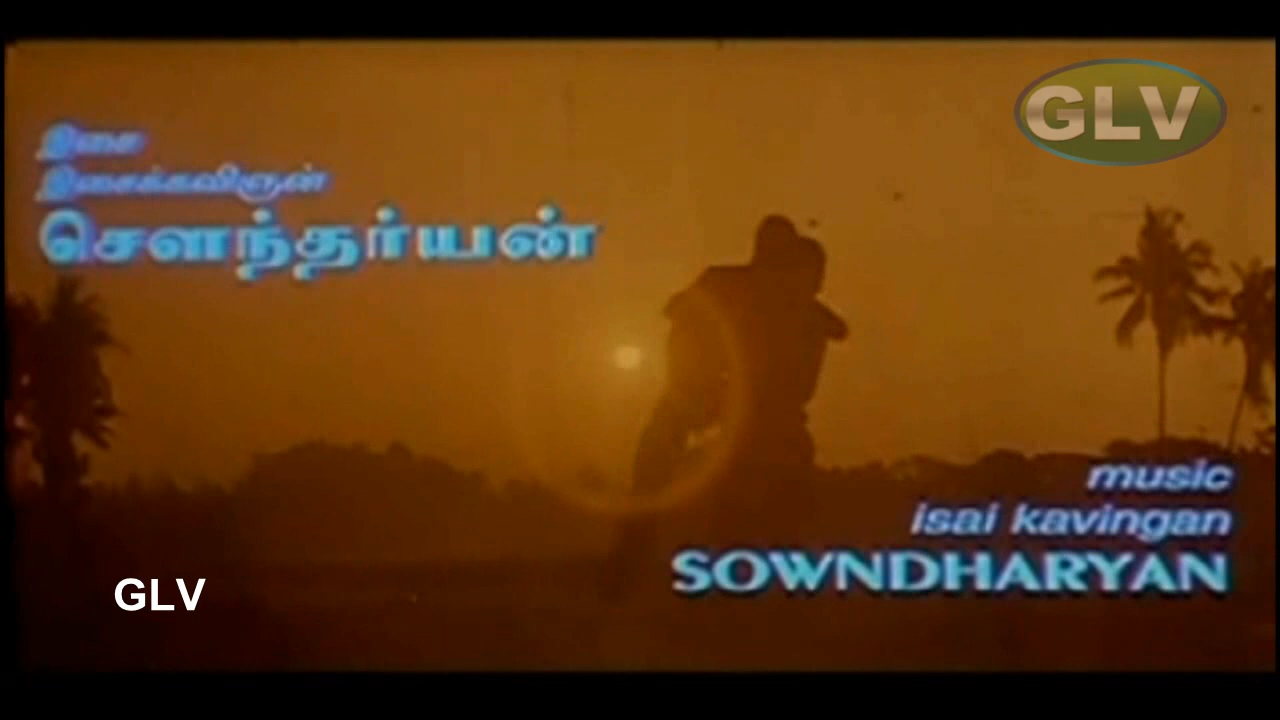 இசை
இசைக்கவிஞன்
சௌந்தர்யன்
GLV
music
isai kavingan
SOWNDHARYAN
GLV